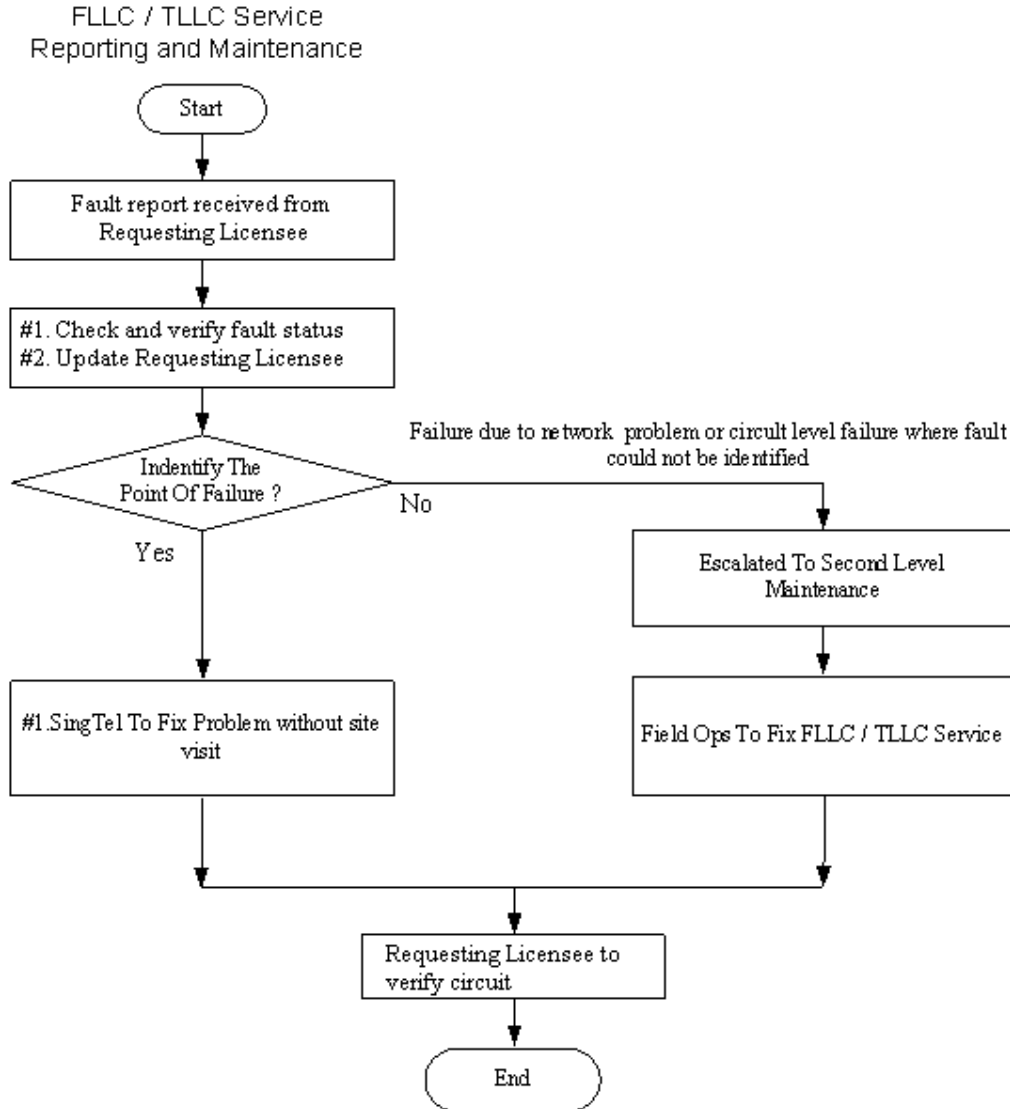 FLLC / TLLC Service
Reporting and Maintenance
Start
Fault report received from
Requesting Licensee
#1. Check and verify fault status
#2. Update Requesting Licensee
Failure due to network problem or circult level failure where fault
could not be identified
Indentify The
Point Of Failure ?
No
Yes
Escalated To Second Level
Maintenance
#1.SingTel To Fix Problem without site
visit
Field Ops To Fix FLLC / TLLC Service
Requesting Licensee to
verify circuit
End